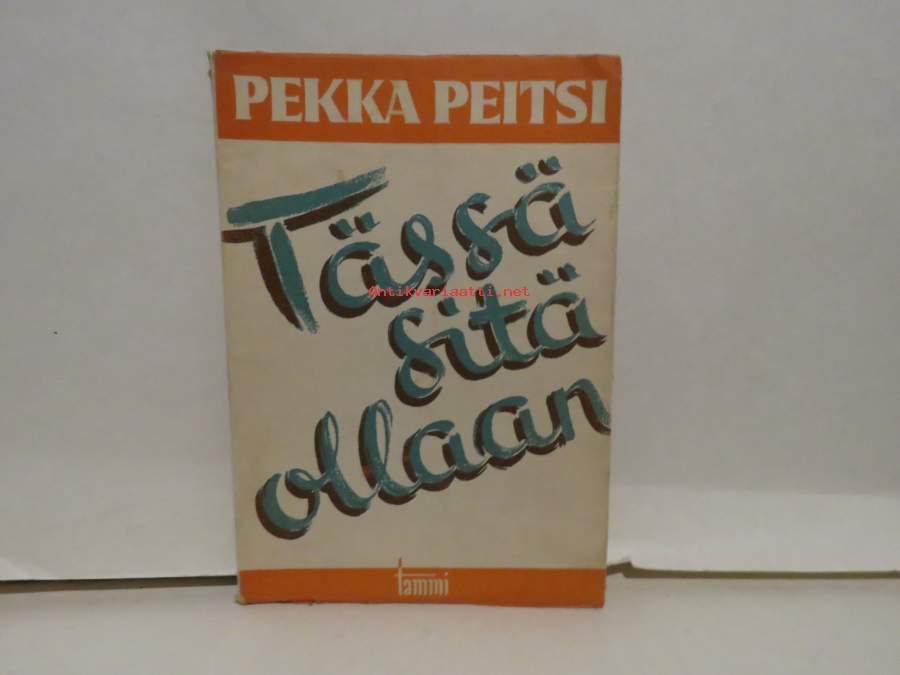 PEKKA PEITSI
Tässä
sitä
ollaan
Antikvariaatti.net
tammi